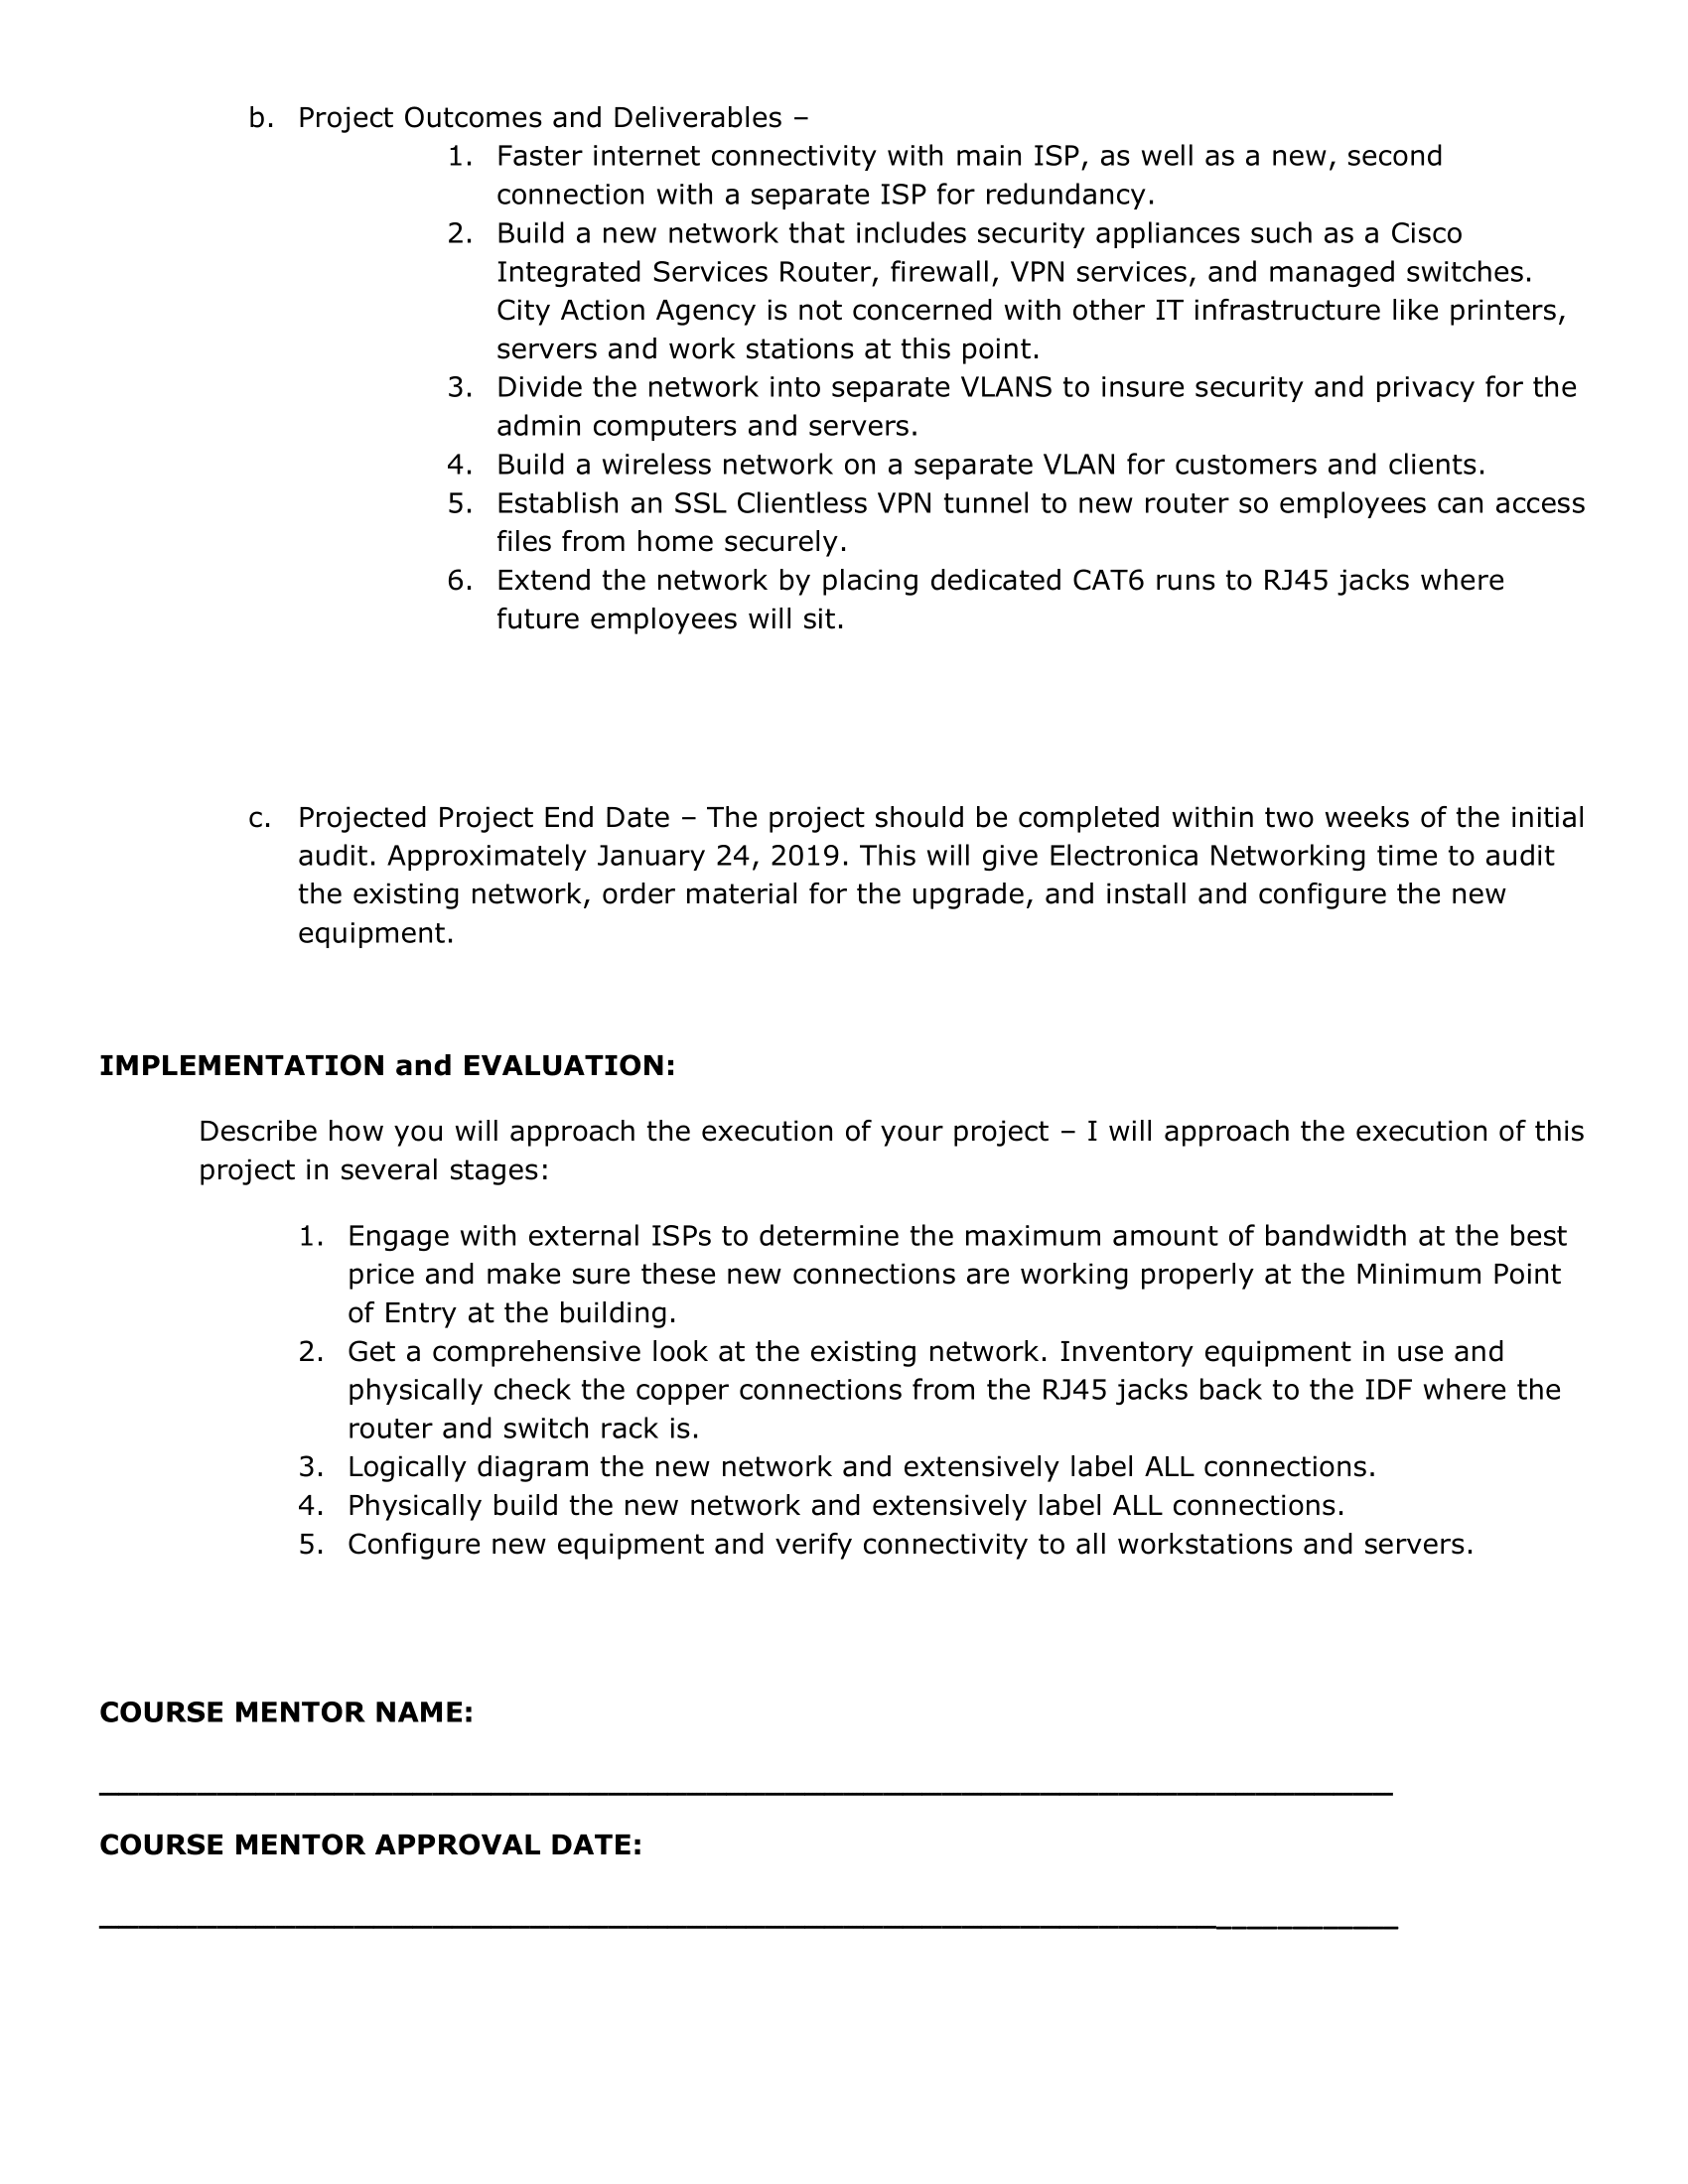 b. Project Outcomes and Deliverables –
1. Faster internet connectivity with main ISP, as well as a new, second
connection with a separate ISP for redundancy.
2. Build a new network that includes security appliances such as a Cisco
Integrated Services Router, firewall, VPN services, and managed switches.
City Action Agency is not concerned with other IT infrastructure like printers,
servers and work stations at this point.
3. Divide the network into separate VLANS to insure security and privacy for the
admin computers and servers.
4. Build a wireless network on a separate VLAN for customers and clients.
5. Establish an SSL Clientless VPN tunnel to new router so employees can access
files from home securely.
6. Extend the network by placing dedicated CAT6 runs to RJ45 jacks where
future employees will sit.
c. Projected Project End Date – The project should be completed within two weeks of the initial
audit. Approximately January 24, 2019. This will give Electronica Networking time to audit
the existing network, order material for the upgrade, and install and configure the new
equipment.
IMPLEMENTATION and EVALUATION:
Describe how you will approach the execution of your project – I will approach the execution of this
project in several stages:
1. Engage with external ISPs to determine the maximum amount of bandwidth at the best
price and make sure these new connections are working properly at the Minimum Point
of Entry at the building.
2. Get a comprehensive look at the existing network. Inventory equipment in use and
physically check the copper connections from the RJ45 jacks back to the IDF where the
router and switch rack is.
3. Logically diagram the new network and extensively label ALL connections.
4. Physically build the new network and extensively label ALL connections.
5. Configure new equipment and verify connectivity to all workstations and servers.
COURSE MENTOR NAME:
COURSE MENTOR APPROVAL DATE: